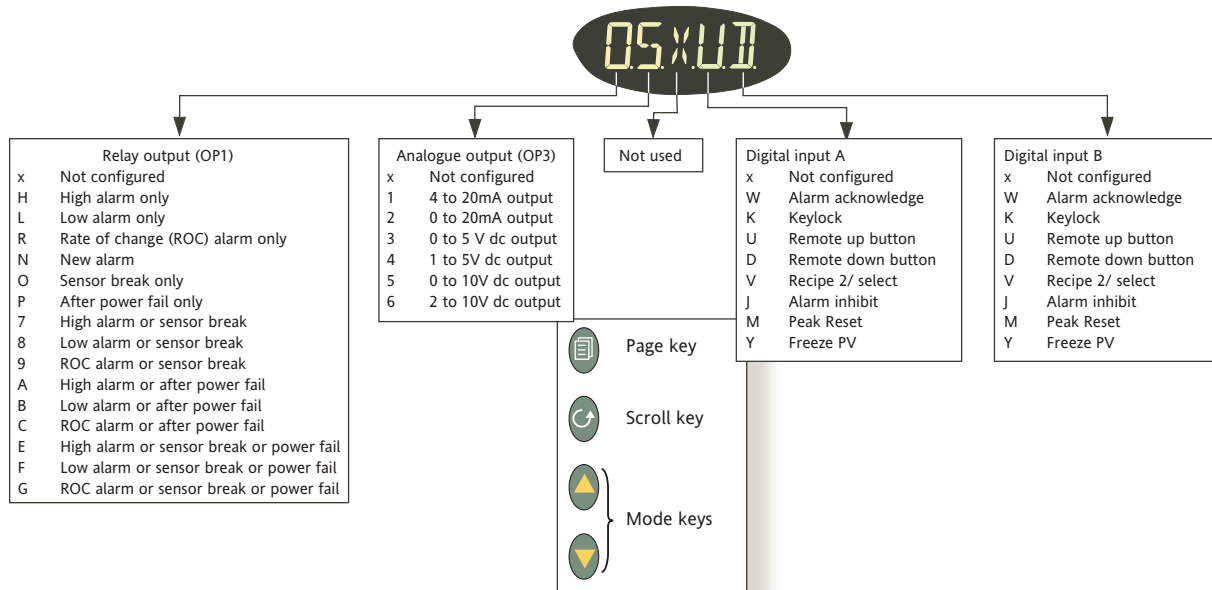 O.S.X.U.D.
Relay output (OP1)
x Not configured
H High alarm only
L Low alarm only
R Rate of change (ROC) alarm only
N New alarm
O Sensor break only
P After power fail only
7 High alarm or sensor break
8 Low alarm or sensor break
9 ROC alarm or sensor break
A High alarm or after power fail
B Low alarm or after power fail
C ROC alarm or after power fail
E High alarm or sensor break or power fail
F Low alarm or sensor break or power fail
G ROC alarm or sensor break or power fail
Analogue output (OP3)
x Not configured
1 4 to 20mA output
2 0 to 20mA output
3 0 to 5 V dc output
4 1 to 5V dc output
5 0 to 10V dc output
6 2 to 10V dc output
Not used
Digital input A
x Not configured
W Alarm acknowledge
K Keylock
U Remote up button
D Remote down button
V Recipe 2/ select
J Alarm inhibit
M Peak Reset
Y Freeze PV
Digital input B
x Not configured
W Alarm acknowledge
K Keylock
U Remote up button
D Remote down button
V Recipe 2/ select
J Alarm inhibit
M Peak Reset
Y Freeze PV
Page key
Scroll key
Mode keys